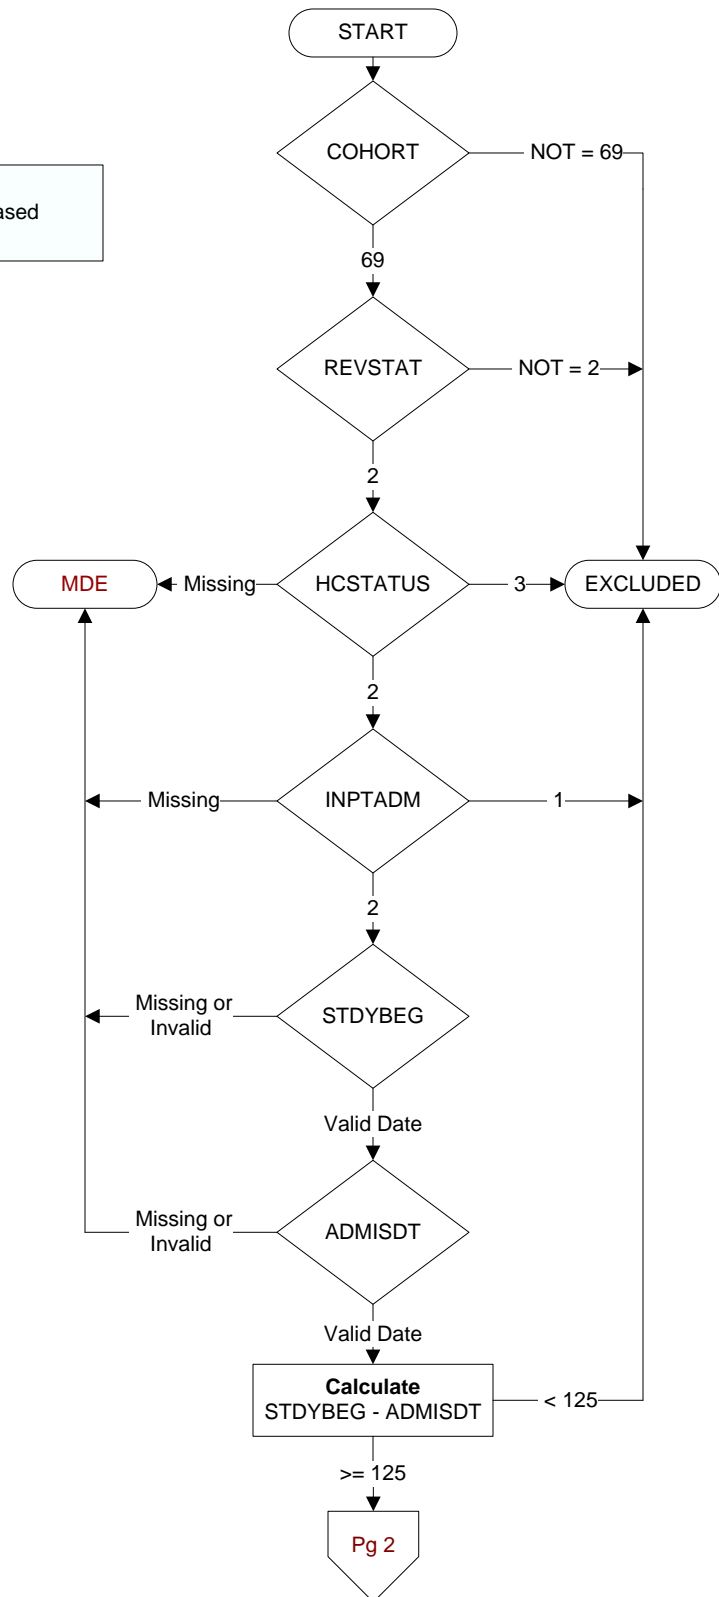 START
COHORT
NOT = 69
69
REVSTAT
NOT = 2
2
MDE
Missing
HCSTATUS
3
EXCLUDED
2
Missing
INPTADM
1
2
Missing or
Invalid
STDYBEG
Valid Date
Missing or
Invalid
ADMISDT
Valid Date
Calculate
STDYBEG - ADMISDT
< 125
>= 125
Pg 2